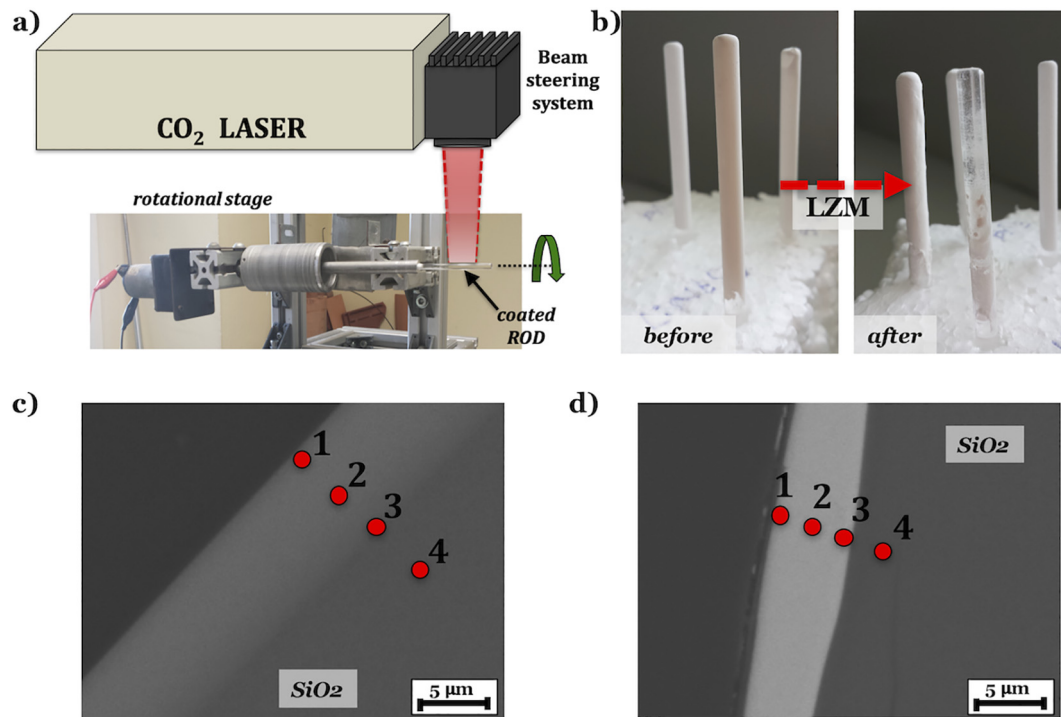 a)
CO₂ LASER
Beam
steering
system
rotational stage
coated
ROD
b)
LZM
before
after
c)
1
2
3
4
SiO2
5 µm
d)
SiO2
1
2
3
4
5 µm